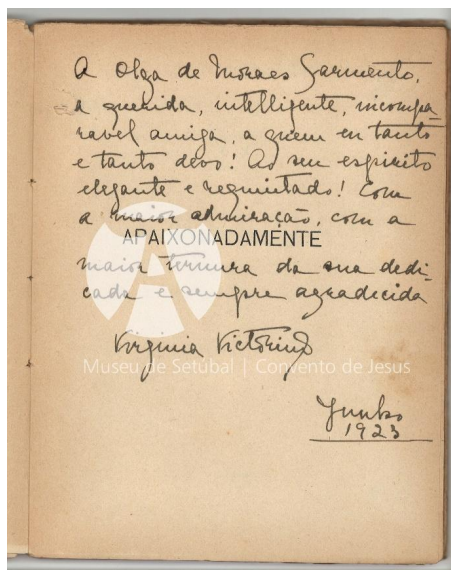 A Olga de Moraes Sarmento,
a querida, intelligente, incompa-
ravel amiga, a quem eu tanto
e tanto devo! Ao seu espirito
elegante e requintado! Com
a maior admiração, com a
APAIXONADAMENTE
maior ternura da sua dedi-
cada e sempre agradecida
Virginia Victorino
Museu de Setúbal | Convento de Jesus
Junho
1923